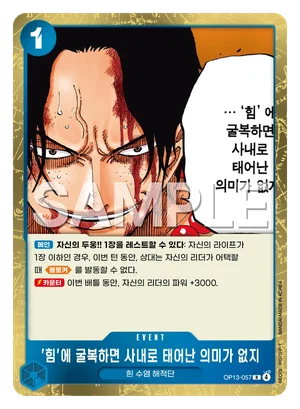 1
… '힘'에
굴복하면
사내로
태어난
의미가 없지
SAMPLE
메인 자신의 두웅!! 1장을 레스트할 수 있다: 자신의 라이프가
1장 이하인 경우, 이번 턴 동안, 상대는 자신의 리더가 어택할
때 블로커 를 발동할 수 없다.
카운터 이번 배틀 동안, 자신의 리더의 파워 +3000.
EVENT
'힘'에 굴복하면 사내로 태어난 의미가 없지
OP13-057 R
흰 수염 해적단
4